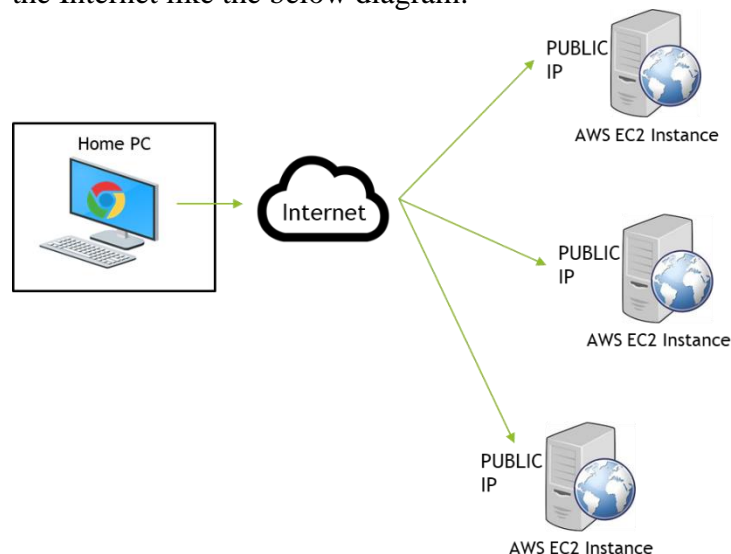 the Internet like the below diagram.
PUBLIC
IP
AWS EC2 Instance
Home PC
Internet
PUBLIC
IP
AWS EC2 Instance
PUBLIC
IP
AWS EC2 Instance